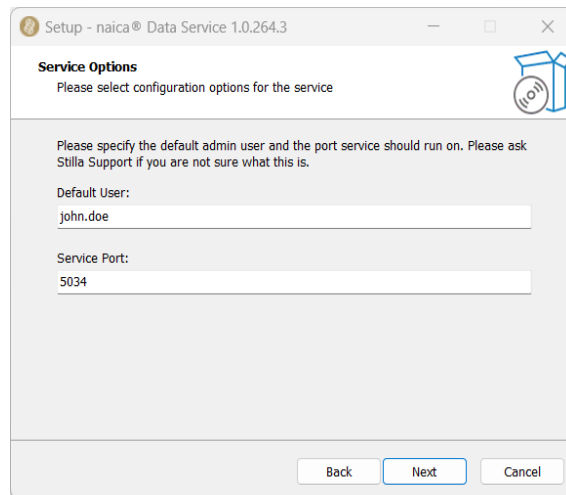 Setup - naica® Data Service 1.0.264.3
Service Options
Please select configuration options for the service
Please specify the default admin user and the port service should run on. Please ask
Stilla Support if you are not sure what this is.
Default User:
john.doe
Service Port:
5034
Back Next Cancel